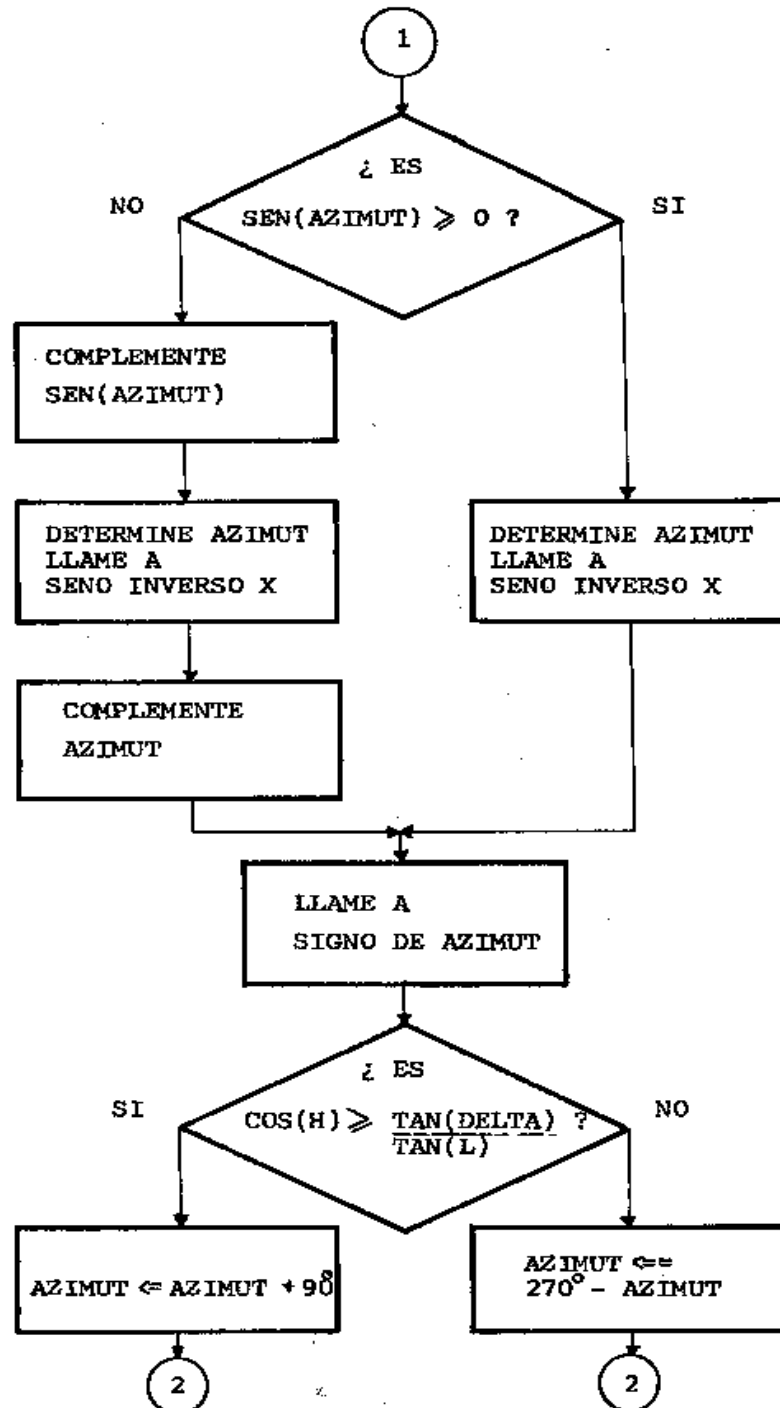 1
¿ ES
NO
SEN(AZIMUT) ⩾ 0 ?
SI
COMPLEMENTE
SEN(AZIMUT)
DETERMINE AZIMUT
LLAME A
SENO INVERSO X
DETERMINE AZIMUT
LLAME A
SENO INVERSO X
COMPLEMENTE
AZIMUT
LLAME A
SIGNO DE AZIMUT
¿ ES
SI
COS(H) ⩾ TAN(DELTA) ?
TAN(L)
NO
AZIMUT <= AZIMUT +90°
AZIMUT <==
270° - AZIMUT
2
2